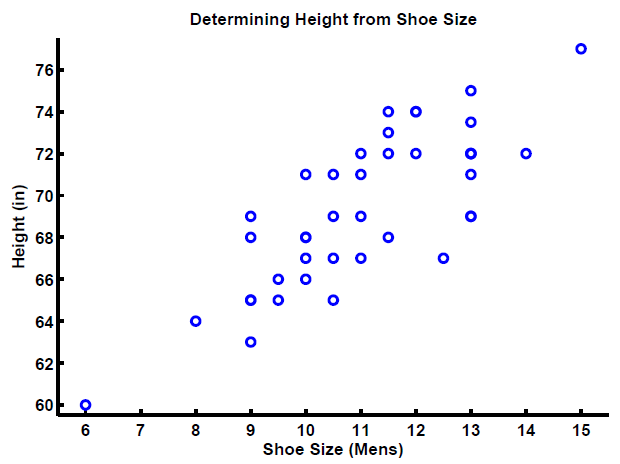 Determining Height from Shoe Size
Height (in)
76
74
72
70
68
66
64
62
60
6 7 8 9 10 11 12 13 14 15
Shoe Size (Mens)